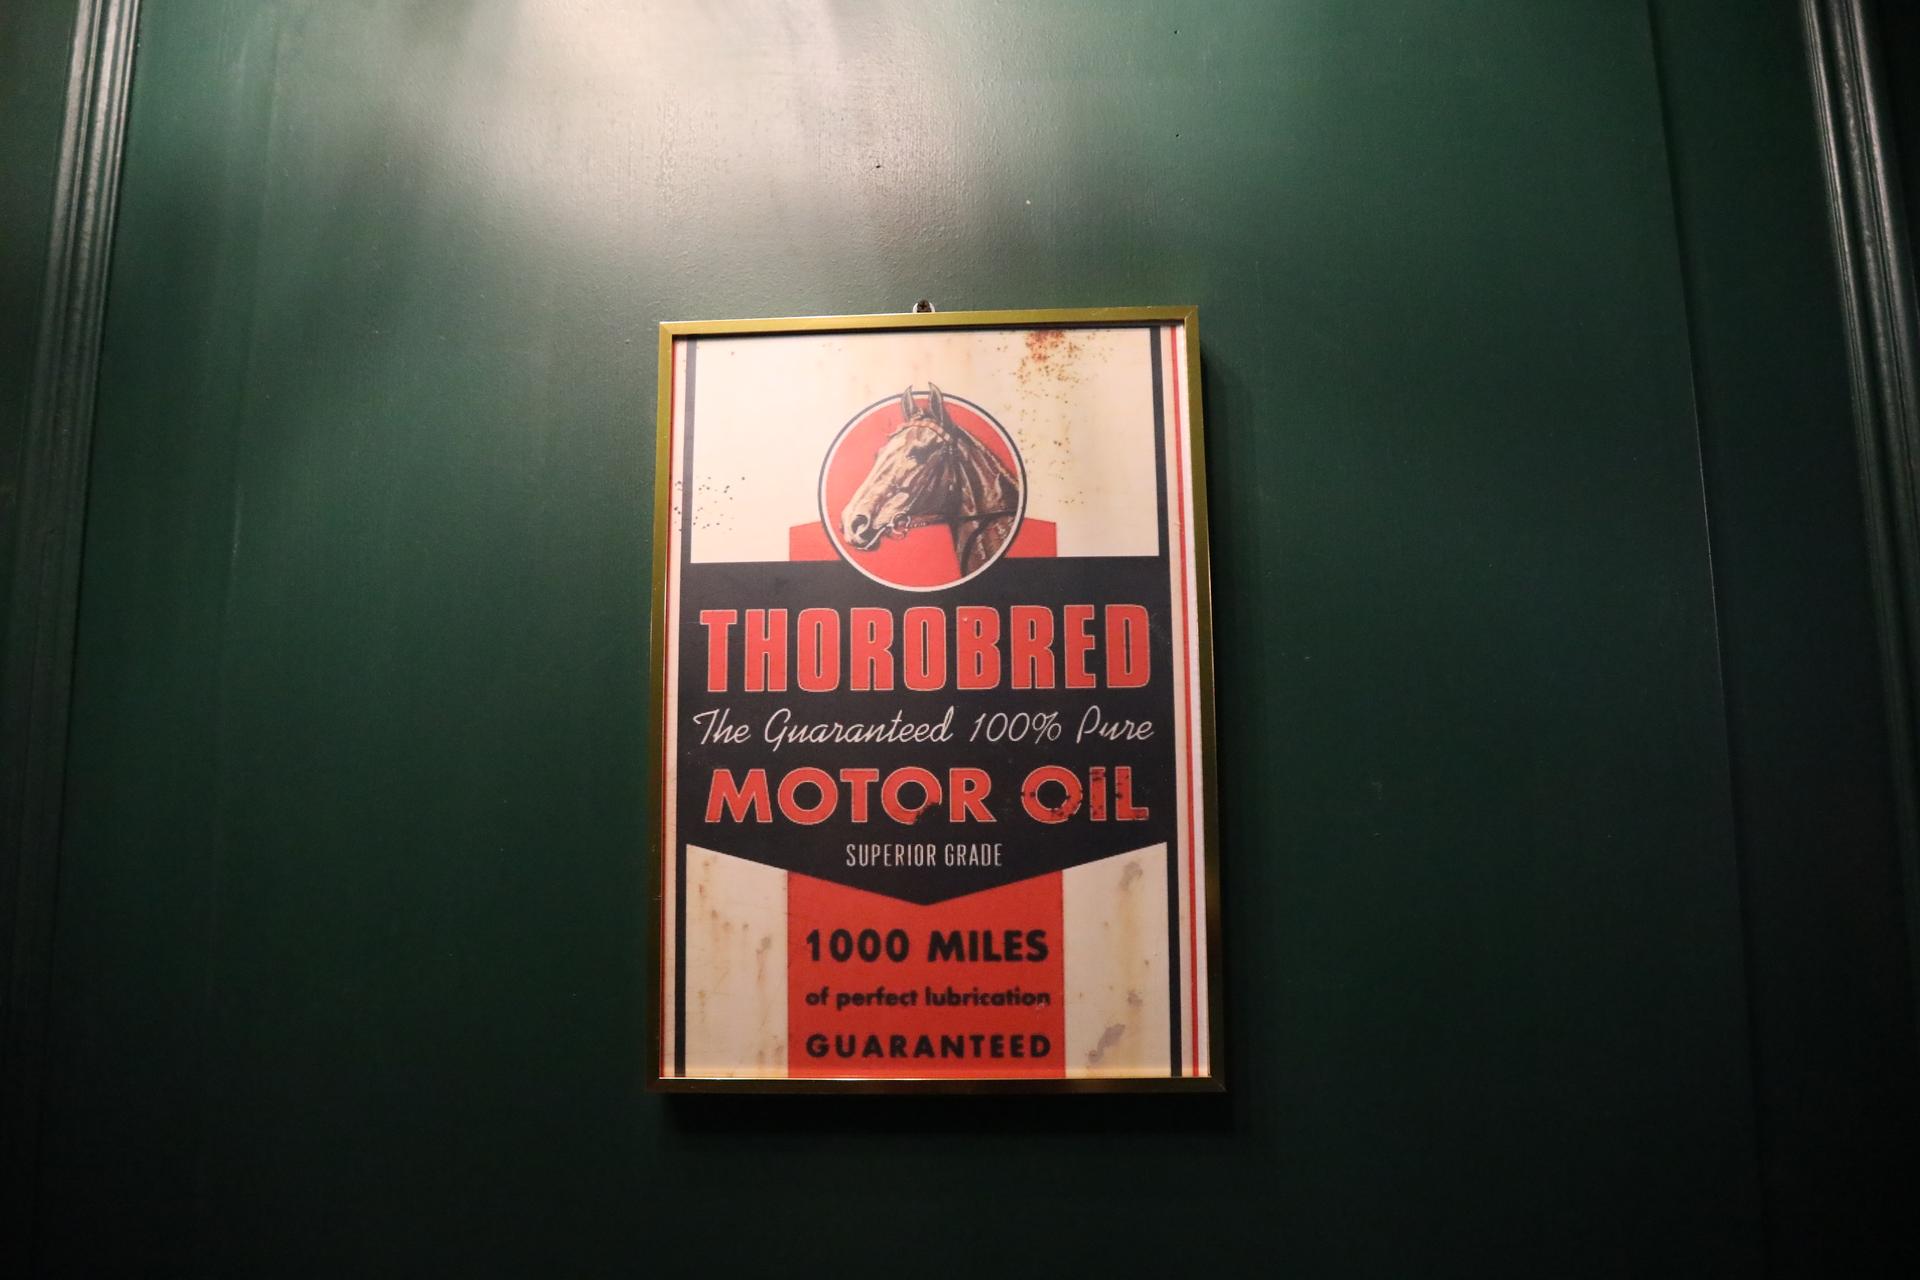 THOROBRED
The Guaranteed 100% Pure
MOTOR OIL
SUPERIOR GRADE
1000 MILES
of perfect lubrication
GUARANTEED